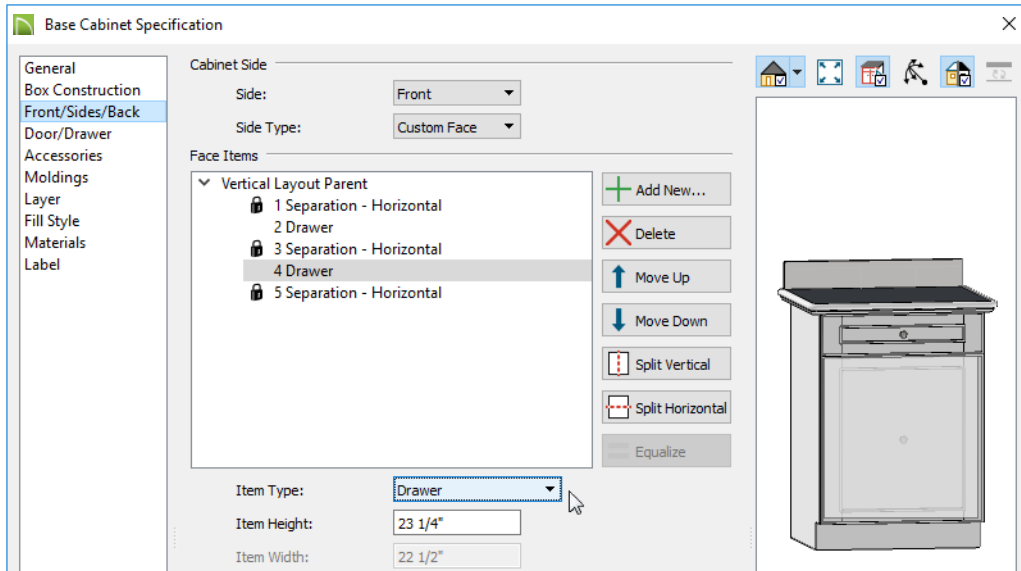 Base Cabinet Specification
General
Box Construction
Front/Sides/Back
Door/Drawer
Accessories
Moldings
Layer
Fill Style
Materials
Label
Cabinet Side
Side: Front
Side Type: Custom Face
Face Items
Vertical Layout Parent
1 Separation - Horizontal
2 Drawer
3 Separation - Horizontal
4 Drawer
5 Separation - Horizontal
Add New...
Delete
Move Up
Move Down
Split Vertical
Split Horizontal
Equalize
Item Type: Drawer
Item Height: 23 1/4"
Item Width: 22 1/2"